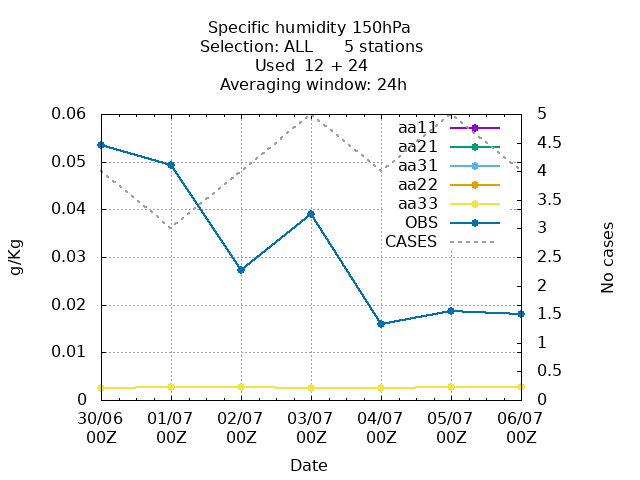 Specific humidity 150hPa
Selection: ALL 5 stations
Used 12 + 24
Averaging window: 24h
0.06
0.05
0.04
0.03
0.02
0.01
0
g/Kg
aa11
aa21
aa31
aa22
aa33
OBS
CASES
5
4.5
4
3.5
3
2.5
2
1.5
1
0.5
0
No cases
30/06 01/07 02/07 03/07 04/07 05/07 06/07
00Z 00Z 00Z 00Z 00Z 00Z 00Z
Date